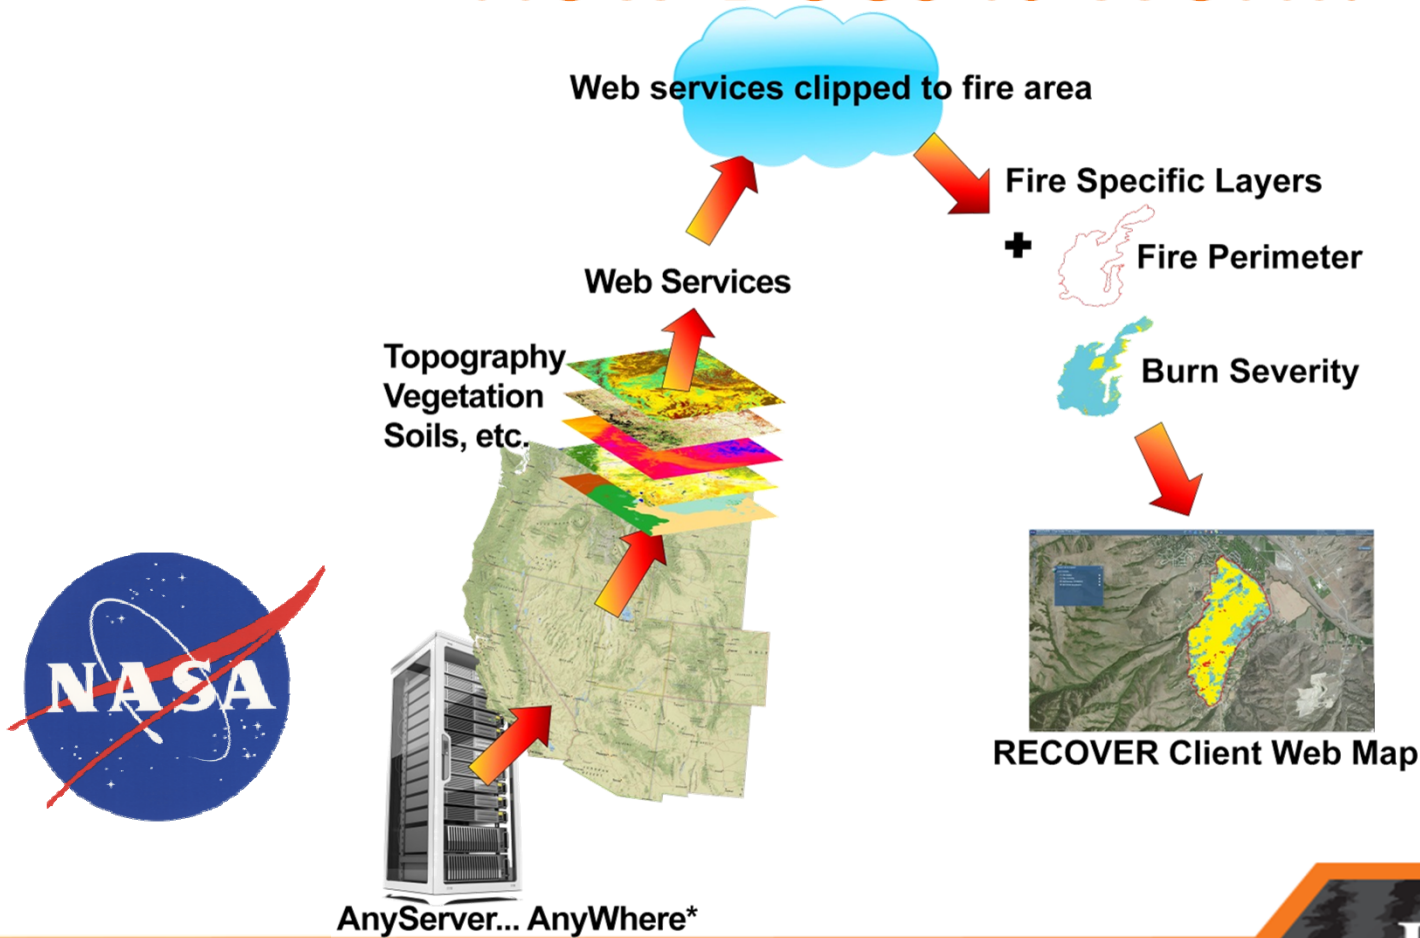 Web services clipped to fire area
Fire Specific Layers
+
Fire Perimeter
Web Services
Topography
Vegetation
Soils, etc.
Burn Severity
NASA
RECOVER Client Web Map
AnyServer... AnyWhere*